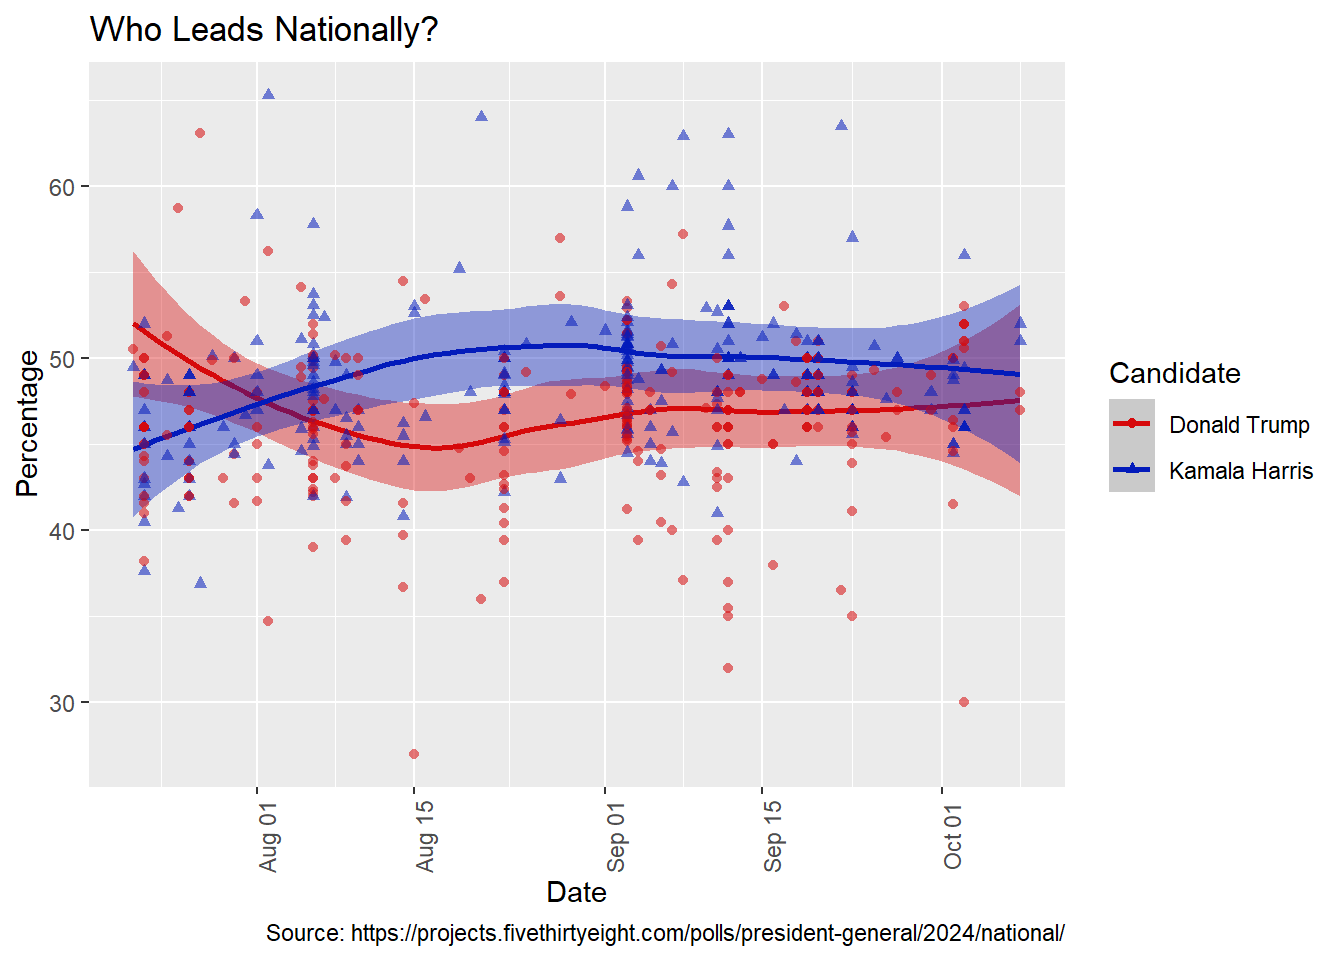 Who Leads Nationally?
Percentage
60
50
40
30
Aug 01
Aug 15
Sep 01
Sep 15
Oct 01
Date
Candidate
Donald Trump
Kamala Harris
Source: https://projects.fivethirtyeight.com/polls/president-general/2024/national/